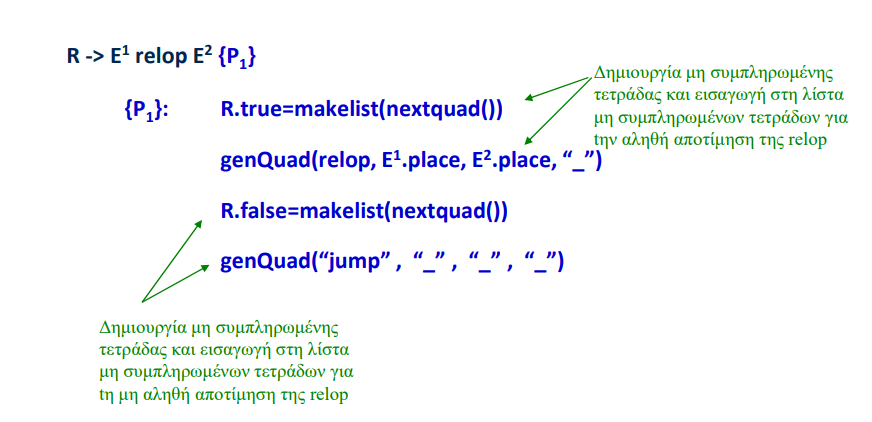 R -> E¹ relop E² {P₁}
{P₁}: R.true=makelist(nextquad())
genQuad(relop, E¹.place, E².place, “_”)
R.false=makelist(nextquad())
genQuad(“jump” , “_” , “_” , “_”)
Δημιουργία μη συμπληρωμένης
τετράδας και εισαγωγή στη λίστα
μη συμπληρωμένων τετράδων για
την αληθή αποτίμηση της relop
Δημιουργία μη συμπληρωμένης
τετράδας και εισαγωγή στη λίστα
μη συμπληρωμένων τετράδων για
τη μη αληθή αποτίμηση της relop